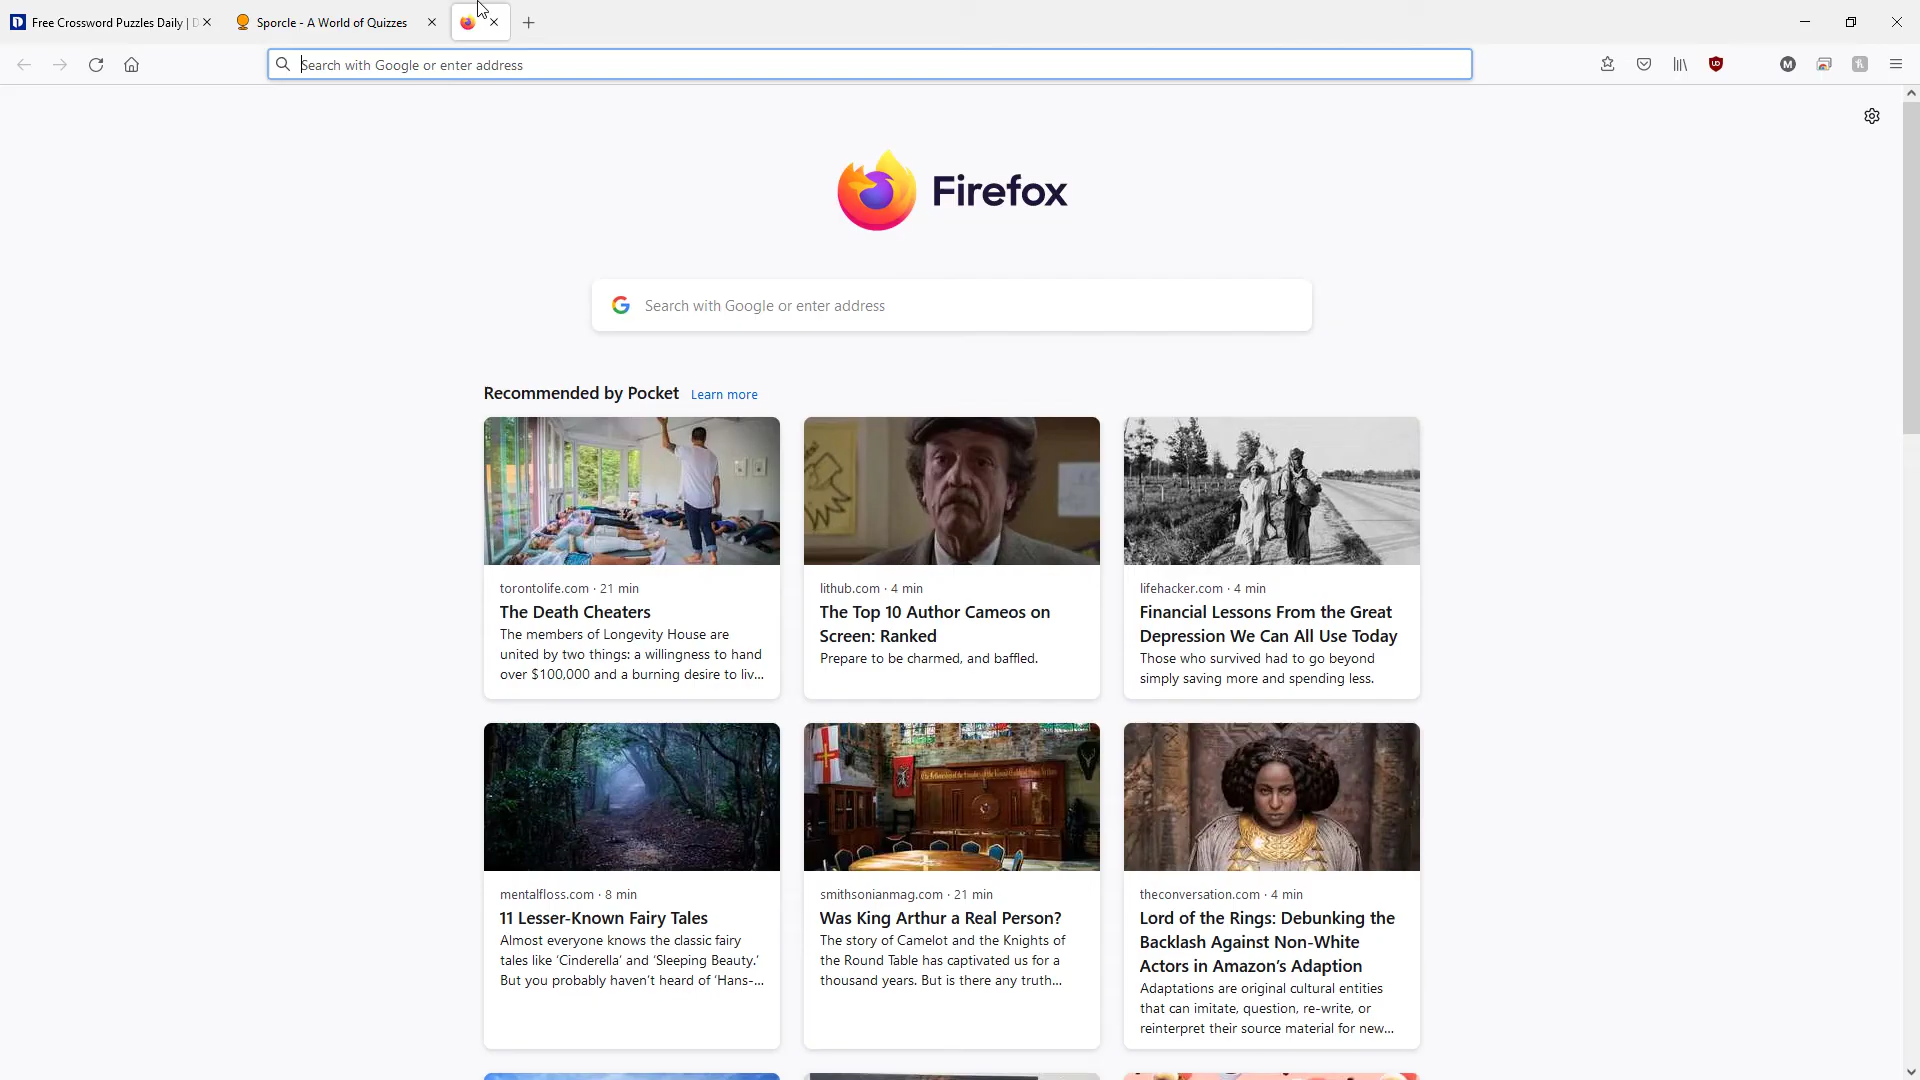 Free Crossword Puzzles Daily | D
Sporcle - A World of Quizzes
Search with Google or enter address
Firefox
Search with Google or enter address
Recommended by Pocket Learn more
torontolife.com · 21 min
The Death Cheaters
The members of Longevity House are
united by two things: a willingness to hand
over $100,000 and a burning desire to liv...
lithub.com · 4 min
The Top 10 Author Cameos on
Screen: Ranked
Prepare to be charmed, and baffled.
lifehacker.com · 4 min
Financial Lessons From the Great
Depression We Can All Use Today
Those who survived had to go beyond
simply saving more and spending less.
mentalfloss.com · 8 min
11 Lesser-Known Fairy Tales
Almost everyone knows the classic fairy
tales like ‘Cinderella’ and ‘Sleeping Beauty.’
But you probably haven’t heard of ‘Hans-...
smithsonianmag.com · 21 min
Was King Arthur a Real Person?
The story of Camelot and the Knights of
the Round Table has captivated us for a
thousand years. But is there any truth...
theconversation.com · 4 min
Lord of the Rings: Debunking the
Backlash Against Non-White
Actors in Amazon’s Adaption
Adaptations are original cultural entities
that can imitate, question, re-write, or
reinterpret their source material for new...